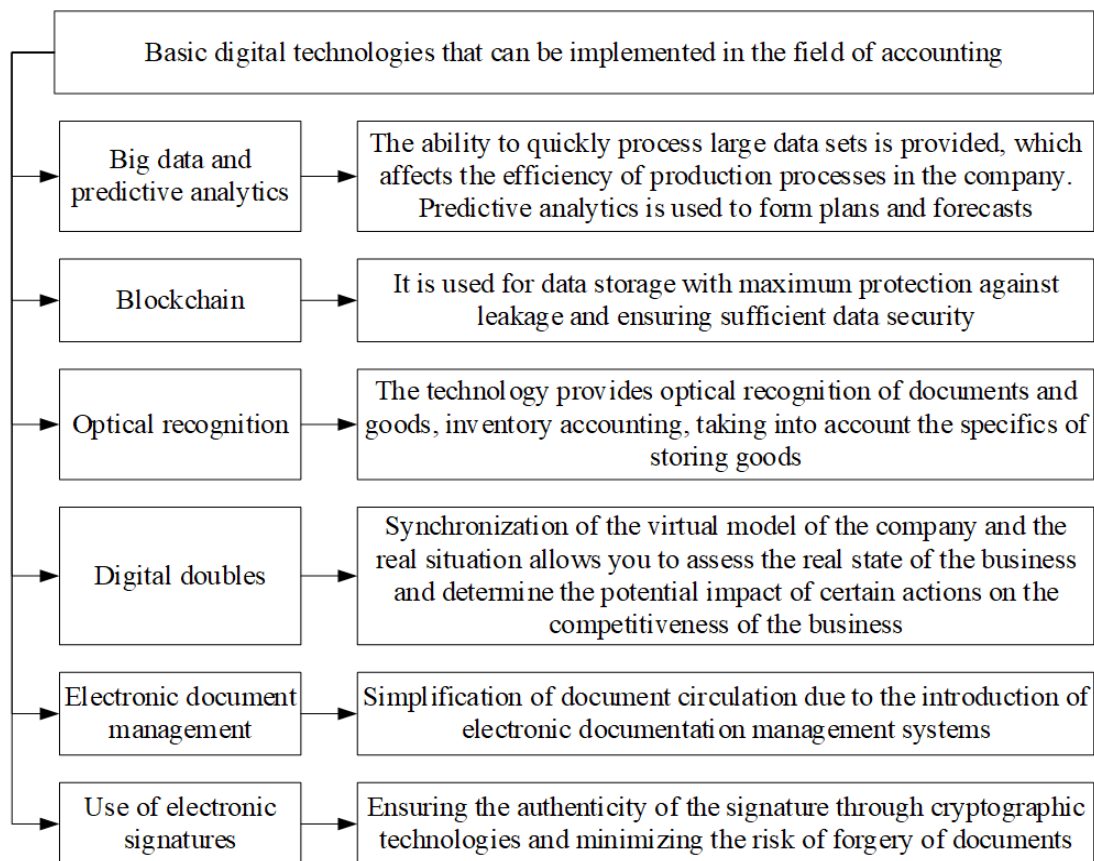 Basic digital technologies that can be implemented in the field of accounting
Big data and
predictive analytics
The ability to quickly process large data sets is provided, which
affects the efficiency of production processes in the company.
Predictive analytics is used to form plans and forecasts
Blockchain
It is used for data storage with maximum protection against
leakage and ensuring sufficient data security
Optical recognition
The technology provides optical recognition of documents and
goods, inventory accounting, taking into account the specifics of
storing goods
Digital doubles
Synchronization of the virtual model of the company and the
real situation allows you to assess the real state of the business
and determine the potential impact of certain actions on the
competitiveness of the business
Electronic document
management
Simplification of document circulation due to the introduction of
electronic documentation management systems
Use of electronic
signatures
Ensuring the authenticity of the signature through cryptographic
technologies and minimizing the risk of forgery of documents